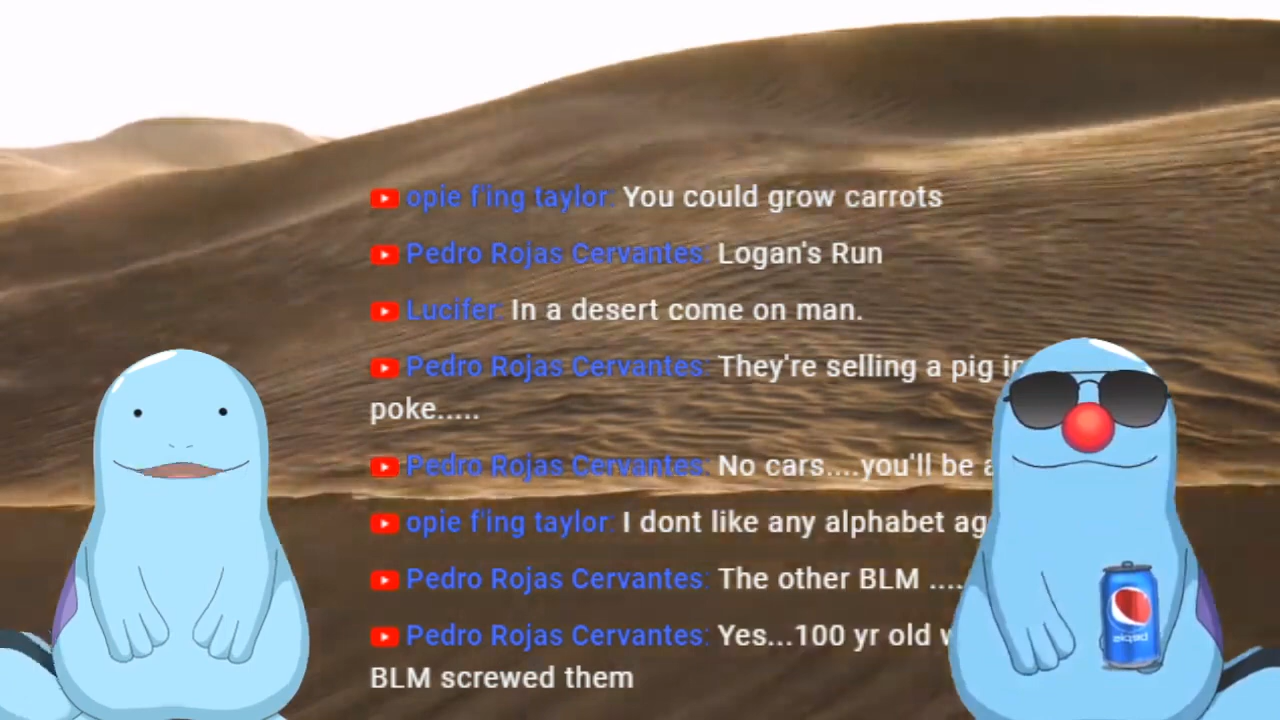 opie f'ing taylor: You could grow carrots
Pedro Rojas Cervantes: Logan's Run
Lucifer: In a desert come on man.
Pedro Rojas Cervantes: They're selling a pig in
poke.....
Pedro Rojas Cervantes: No cars....you'll be
opie f'ing taylor: I dont like any alphabet
Pedro Rojas Cervantes: The other BLM ....
Pedro Rojas Cervantes: Yes...100 yr old
BLM screwed them